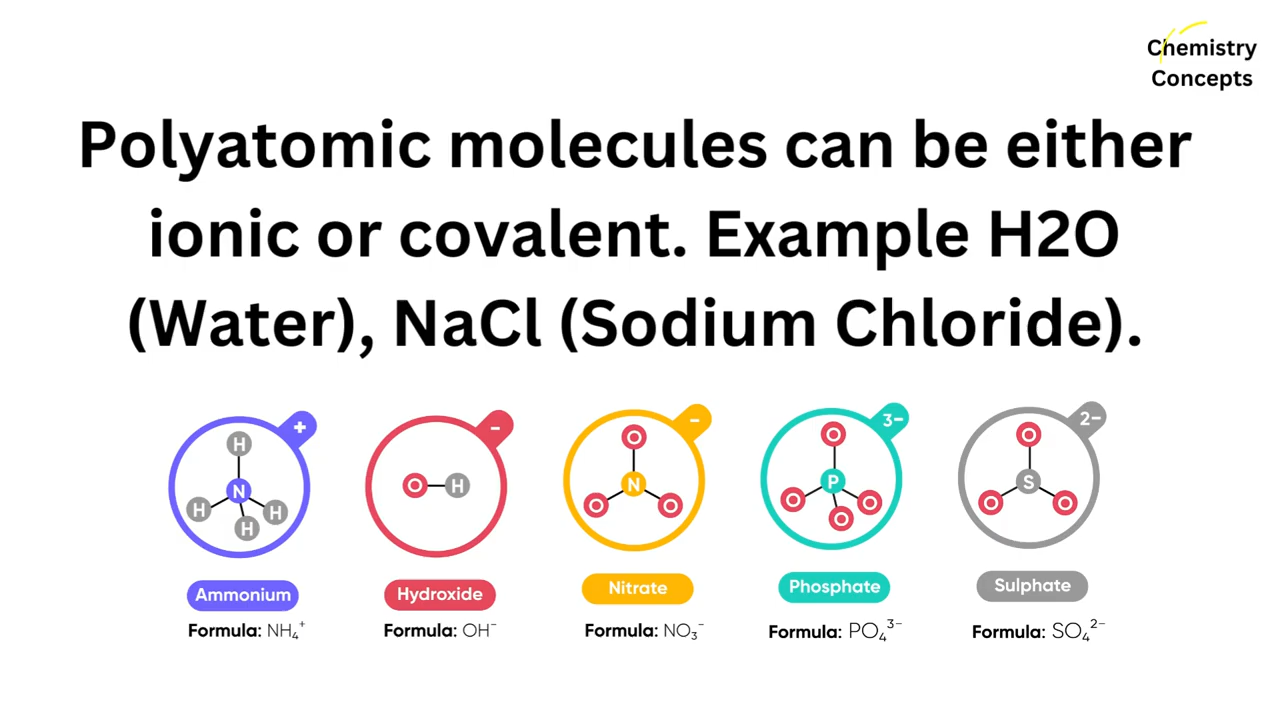 Chemistry
Concepts
Polyatomic molecules can be either
ionic or covalent. Example H2O
(Water), NaCl (Sodium Chloride).
+ - - 3− 2−
H O O O
N O H N P S
H H H O O O O O O O
Ammonium Hydroxide Nitrate Phosphate Sulphate
Formula: NH₄⁺ Formula: OH⁻ Formula: NO₃⁻ Formula: PO₄³⁻ Formula: SO₄²⁻